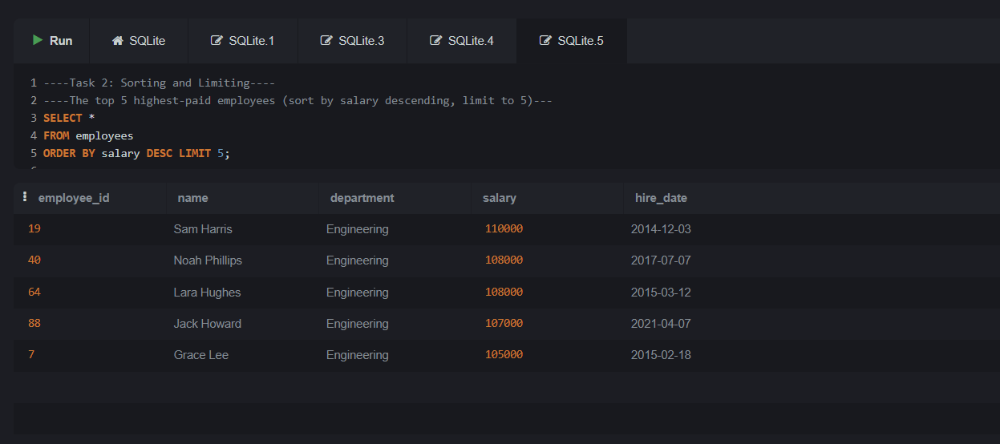 Run SQLite SQLite.1 SQLite.3 SQLite.4 SQLite.5
1 ----Task 2: Sorting and Limiting----
2 ----The top 5 highest-paid employees (sort by salary descending, limit to 5)---
3 SELECT *
4 FROM employees
5 ORDER BY salary DESC LIMIT 5;
employee_id name department salary hire_date
19 Sam Harris Engineering 110000 2014-12-03
40 Noah Phillips Engineering 108000 2017-07-07
64 Lara Hughes Engineering 108000 2015-03-12
88 Jack Howard Engineering 107000 2021-04-07
7 Grace Lee Engineering 105000 2015-02-18